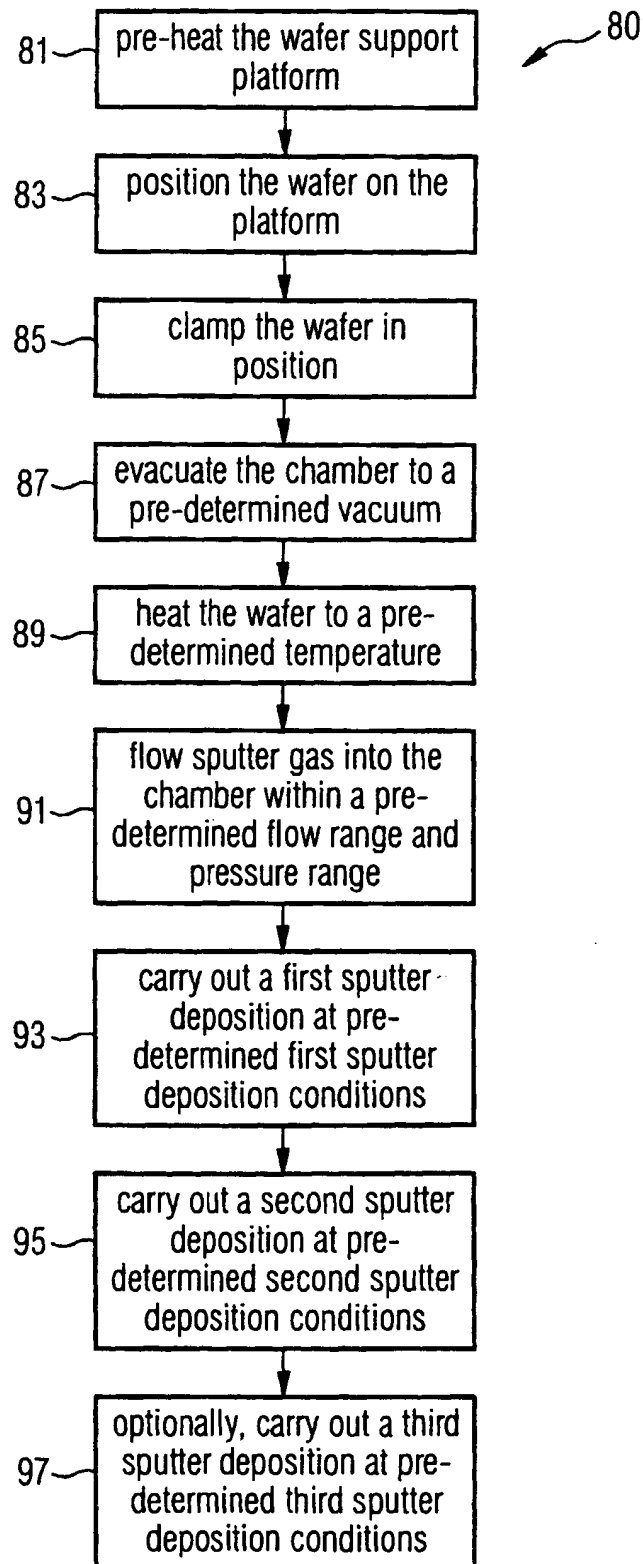 80
81
pre-heat the wafer support
platform
83
position the wafer on the
platform
85
clamp the wafer in
position
87
evacuate the chamber to a
pre-determined vacuum
89
heat the wafer to a pre-
determined temperature
91
flow sputter gas into the
chamber within a pre-
determined flow range and
pressure range
93
carry out a first sputter
deposition at pre-
determined first sputter
deposition conditions
95
carry out a second sputter
deposition at pre-
determined second sputter
deposition conditions
97
optionally, carry out a third
sputter deposition at pre-
determined third sputter
deposition conditions